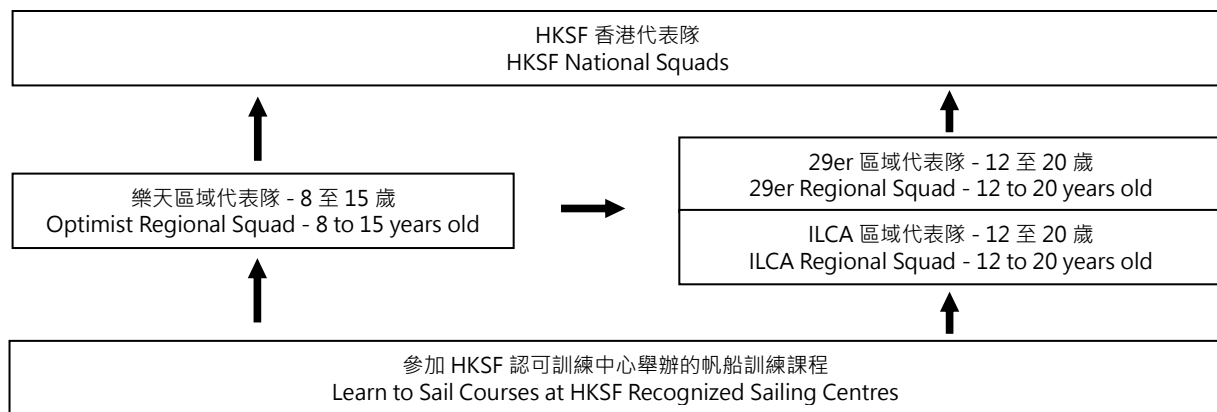 HKSF 香港代表隊
HKSF National Squads
樂天區域代表隊 - 8 至 15 歲
Optimist Regional Squad - 8 to 15 years old
29er 區域代表隊 - 12 至 20 歲
29er Regional Squad - 12 to 20 years old
ILCA 區域代表隊 - 12 至 20 歲
ILCA Regional Squad - 12 to 20 years old
參加 HKSF 認可訓練中心舉辦的帆船訓練課程
Learn to Sail Courses at HKSF Recognized Sailing Centres